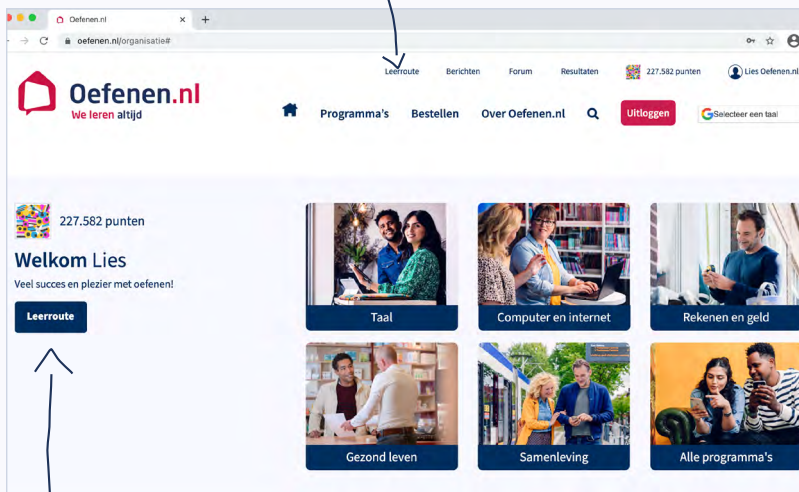 Oefenen.nl
oefenen.nl/organisatie#
Leerroute Berichten Forum Resultaten 227.582 punten Lies Oefenen.nl
Oefenen.nl
We leren altijd
Programma's Bestellen Over Oefenen.nl Uitloggen Selecteer een taal
227.582 punten
Welkom Lies
Veel succes en plezier met oefenen!
Leerroute
Taal
Computer en internet
Rekenen en geld
Gezond leven
Samenleving
Alle programma's